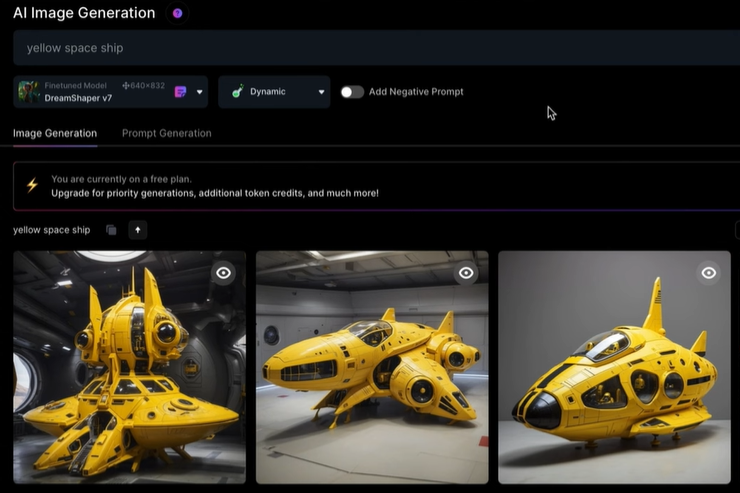 AI Image Generation
yellow space ship
Finetuned Model 640×832
DreamShaper v7
Dynamic
Add Negative Prompt
Image Generation Prompt Generation
You are currently on a free plan.
Upgrade for priority generations, additional token credits, and much more!
yellow space ship